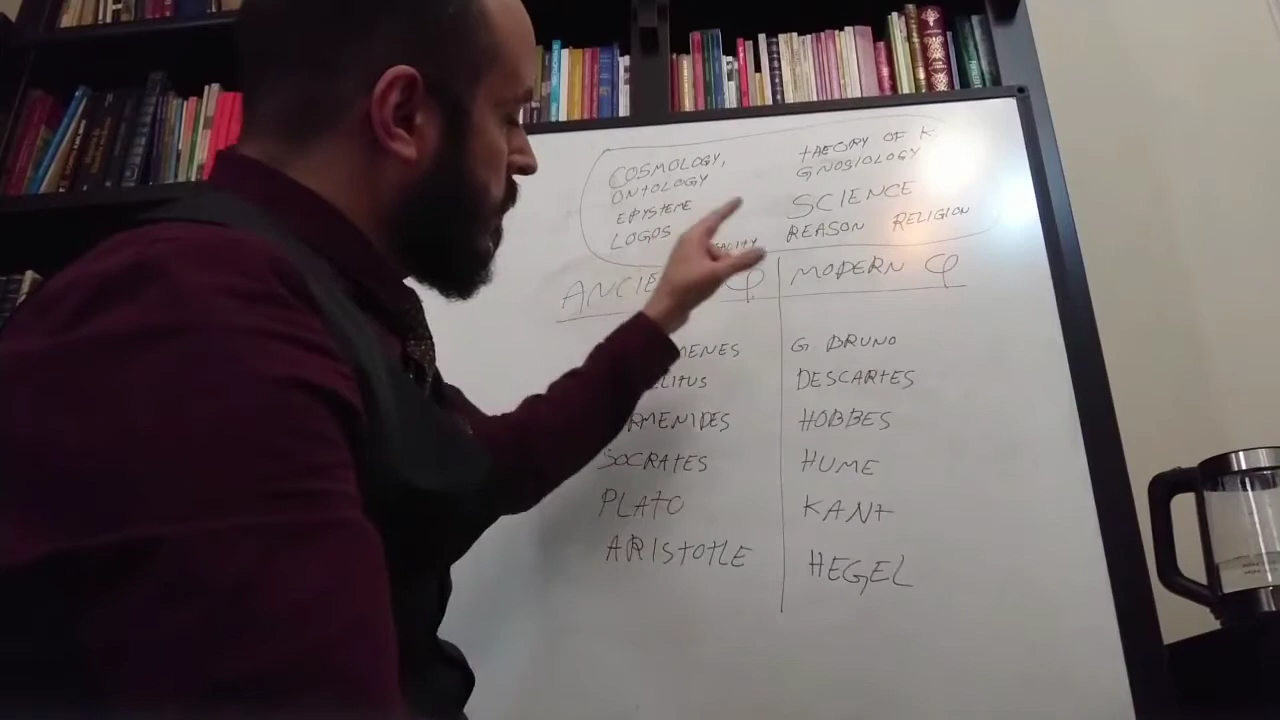 COSMOLOGY,
ONTOLOGY
EPYSTEME
LOGOS
THEORY OF K
GNOSIOLOGY
SCIENCE
REASON RELIGION
φ
MODERN φ
SOCRATES
PLATO
ARISTOTLE
G BRUNO
DESCARTES
HOBBES
HUME
KANT
HEGEL